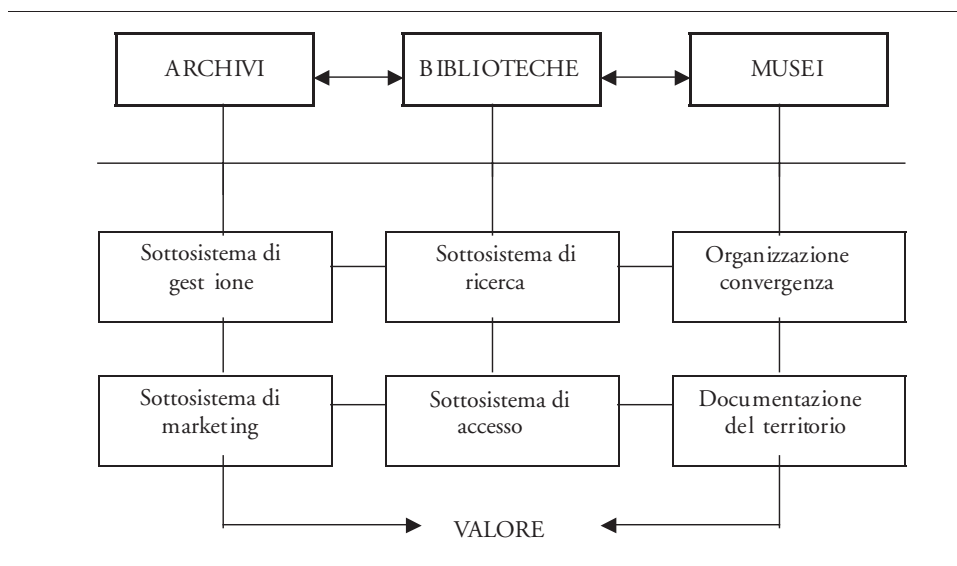 ARCHIVI
BIBLIOTECHE
MUSEI
Sottosistema di
gest ione
Sottosistema di
ricerca
Organizzazione
convergenza
Sottosistema di
marketing
Sottosistema di
accesso
Documentazione
del territorio
VALORE